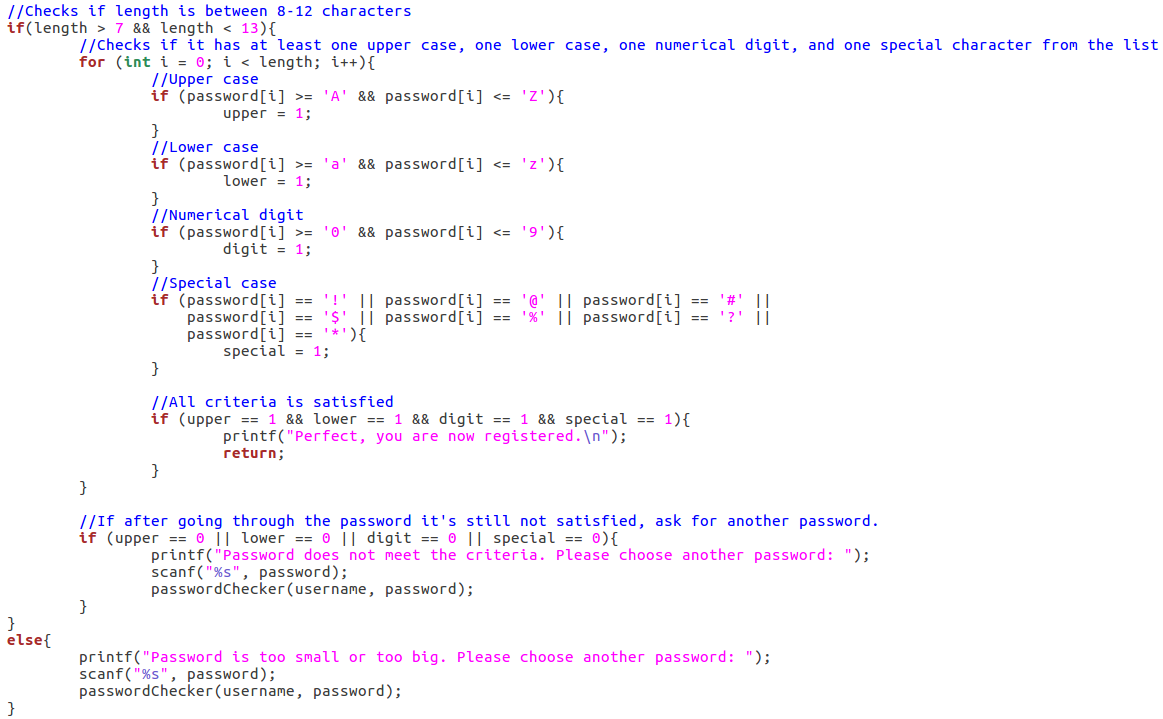 //Checks if length is between 8-12 characters
if(length > 7 && length < 13){
        //Checks if it has at least one upper case, one lower case, one numerical digit, and one special character from the list
        for (int i = 0; i < length; i++){
                //Upper case
                if (password[i] >= 'A' && password[i] <= 'Z'){
                        upper = 1;
                }
                //Lower case
                if (password[i] >= 'a' && password[i] <= 'z'){
                        lower = 1;
                }
                //Numerical digit
                if (password[i] >= '0' && password[i] <= '9'){
                        digit = 1;
                }
                //Special case
                if (password[i] == '!' || password[i] == '@' || password[i] == '#' ||
                    password[i] == '$' || password[i] == '%' || password[i] == '?' ||
                    password[i] == '*'){
                        special = 1;
                }

                //All criteria is satisfied
                if (upper == 1 && lower == 1 && digit == 1 && special == 1){
                        printf("Perfect, you are now registered.\n");
                        return;
                }
        }

        //If after going through the password it's still not satisfied, ask for another password.
        if (upper == 0 || lower == 0 || digit == 0 || special == 0){
                printf("Password does not meet the criteria. Please choose another password: ");
                scanf("%s", password);
                passwordChecker(username, password);
        }
}
else{
        printf("Password is too small or too big. Please choose another password: ");
        scanf("%s", password);
        passwordChecker(username, password);
}